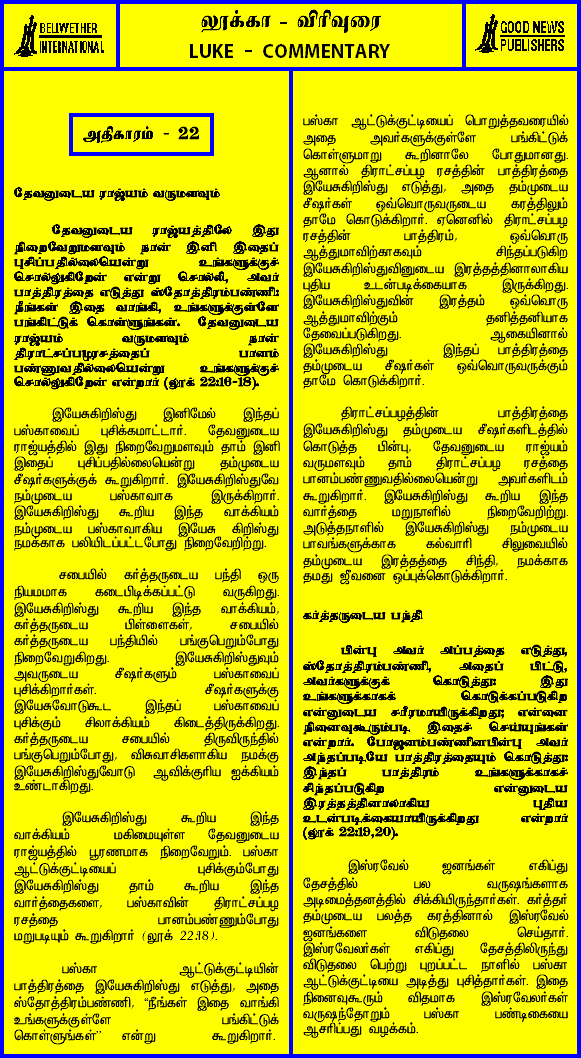 BELWETHER
INTERNATIONAL
லூக்கா - விரிவுரை
LUKE - COMMENTARY
GOOD NEWS
PUBLISHERS
அதிகாரம் - 22
தேவனுடைய ராஜ்யம் வருமளவும்
தேவனுடைய ராஜ்யத்திலே இது
நிறைவேறுமளவும் நான் இனி இதைப்
புசிப்பதில்லையென்று உங்களுக்குச்
சொல்லுகிறேன் என்று சொல்லி, அவர்
பாத்திரத்தை எடுத்து ஸ்தோத்திரம்பண்ணி:
நீங்கள் இதை வாங்கி, உங்களுக்குள்ளே
பங்கிட்டுக் கொள்ளுங்கள். தேவனுடைய
ராஜ்யம் வருமளவும் நான்
திராட்சப்பழரசத்தைப் பானம்
பண்ணுவதில்லையென்று உங்களுக்குச்
சொல்லுகிறேன் என்றார் (லூக் 22:16-18).
இயேசுகிறிஸ்து இனிமேல் இந்தப்
பஸ்காவைப் புசிக்கமாட்டார். தேவனுடைய
ராஜ்யத்தில் இது நிறைவேறுமளவும் தாம் இனி
இதைப் புசிப்பதில்லையென்று தம்முடைய
சீஷர்களுக்குக் கூறுகிறார். இயேசுகிறிஸ்துவே
நம்முடைய பஸ்காவாக இருக்கிறார்.
இயேசுகிறிஸ்து கூறிய இந்த வாக்கியம்
நம்முடைய பஸ்காவாகிய இயேசு கிறிஸ்து
நமக்காக பலியிடப்பட்டபோது நிறைவேறிற்று.
சபையில் கர்த்தருடைய பந்தி ஒரு
நியமமாக கடைபிடிக்கப்பட்டு வருகிறது.
இயேசுகிறிஸ்து கூறிய இந்த வாக்கியம்,
கர்த்தருடைய பிள்ளைகள், சபையில்
கர்த்தருடைய பந்தியில் பங்குபெறும்போது
நிறைவேறுகிறது. இயேசுகிறிஸ்துவும்
அவருடைய சீஷர்களும் பஸ்காவைப்
புசிக்கிறார்கள். சீஷர்களுக்கு
இயேசுவோடுகூட இந்தப் பஸ்காவைப்
புசிக்கும் சிலாக்கியம் கிடைத்திருக்கிறது.
கர்த்தருடைய சபையில் திருவிருந்தில்
பங்குபெறும்போது, விசுவாசிகளாகிய நமக்கு
இயேசுகிறிஸ்துவோடு ஆவிக்குரிய ஐக்கியம்
உண்டாகிறது.
இயேசுகிறிஸ்து கூறிய இந்த
வாக்கியம் மகிமையுள்ள தேவனுடைய
ராஜ்யத்தில் பூரணமாக நிறைவேறும். பஸ்கா
ஆட்டுக்குட்டியைப் புசிக்கும்போது
இயேசுகிறிஸ்து தாம் கூறிய இந்த
வார்த்தைகளை, பஸ்காவின் திராட்சப்பழ
ரசத்தை பானம்பண்ணும்போது
மறுபடியும் கூறுகிறார் (லூக் 22:18).
பஸ்கா ஆட்டுக்குட்டியின்
பாத்திரத்தை இயேசுகிறிஸ்து எடுத்து, அதை
ஸ்தோத்திரம்பண்ணி, "நீங்கள் இதை வாங்கி
உங்களுக்குள்ளே பங்கிட்டுக்
கொள்ளுங்கள்" என்று கூறுகிறார்.
பஸ்கா ஆட்டுக்குட்டியைப் பொறுத்தவரையில்
அதை அவர்களுக்குள்ளே பங்கிட்டுக்
கொள்ளுமாறு கூறினாலே போதுமானது.
ஆனால் திராட்சப்பழ ரசத்தின் பாத்திரத்தை
இயேசுகிறிஸ்து எடுத்து, அதை தம்முடைய
சீஷர்கள் ஒவ்வொருவருடைய கரத்திலும்
தாமே கொடுக்கிறார். ஏனெனில் திராட்சப்பழ
ரசத்தின் பாத்திரம், ஒவ்வொரு
ஆத்துமாவிற்காகவும் சிந்தப்படுகிற
இயேசுகிறிஸ்துவினுடைய இரத்தத்தினாலாகிய
புதிய உடன்படிக்கையாக இருக்கிறது.
இயேசுகிறிஸ்துவின் இரத்தம் ஒவ்வொரு
ஆத்துமாவிற்கும் தனித்தனியாக
தேவைப்படுகிறது. ஆகையினால்
இயேசுகிறிஸ்து இந்தப் பாத்திரத்தை
தம்முடைய சீஷர்கள் ஒவ்வொருவருக்கும்
தாமே கொடுக்கிறார்.
திராட்சப்பழத்தின் பாத்திரத்தை
இயேசுகிறிஸ்து தம்முடைய சீஷர்களிடத்தில்
கொடுத்த பின்பு, தேவனுடைய ராஜ்யம்
வருமளவும் தாம் திராட்சப்பழ ரசத்தை
பானம்பண்ணுவதில்லையென்று அவர்களிடம்
கூறுகிறார். இயேசுகிறிஸ்து கூறிய இந்த
வார்த்தை மறுநாளில் நிறைவேறிற்று.
அடுத்தநாளில் இயேசுகிறிஸ்து நம்முடைய
பாவங்களுக்காக கல்வாரி சிலுவையில்
தம்முடைய இரத்தத்தை சிந்தி, நமக்காக
தமது ஜீவனை ஒப்புக்கொடுக்கிறார்.
கர்த்தருடைய பந்தி
பின்பு அவர் அப்பத்தை எடுத்து,
ஸ்தோத்திரம்பண்ணி, அதைப் பிட்டு,
அவர்களுக்குக் கொடுத்து: இது
உங்களுக்காகக் கொடுக்கப்படுகிற
என்னுடைய சரீரமாயிருக்கிறது; என்னை
நினைவுகூரும்படி இதைச் செய்யுங்கள்
என்றார். போஜனம்பண்ணினபின்பு அவர்
அந்தப்படியே பாத்திரத்தையும் கொடுத்து:
இந்தப் பாத்திரம் உங்களுக்காகச்
சிந்தப்படுகிற என்னுடைய
இரத்தத்தினாலாகிய புதிய
உடன்படிக்கையாயிருக்கிறது என்றார்
(லூக் 22:19,20).
இஸ்ரவேல் ஜனங்கள் எகிப்து
தேசத்தில் பல வருஷங்களாக
அடிமைத்தனத்தில் சிக்கியிருந்தார்கள். கர்த்தர்
தம்முடைய பலத்த கரத்தினால் இஸ்ரவேல்
ஜனங்களை விடுதலை செய்தார்.
இஸ்ரவேலர்கள் எகிப்து தேசத்திலிருந்து
விடுதலை பெற்று புறப்பட்ட நாளில் பஸ்கா
ஆட்டுக்குட்டியை அடித்து புசித்தார்கள். இதை
நினைவுகூரும் விதமாக இஸ்ரவேலர்கள்
வருஷந்தோறும் பஸ்கா பண்டிகையை
ஆசரிப்பது வழக்கம்.